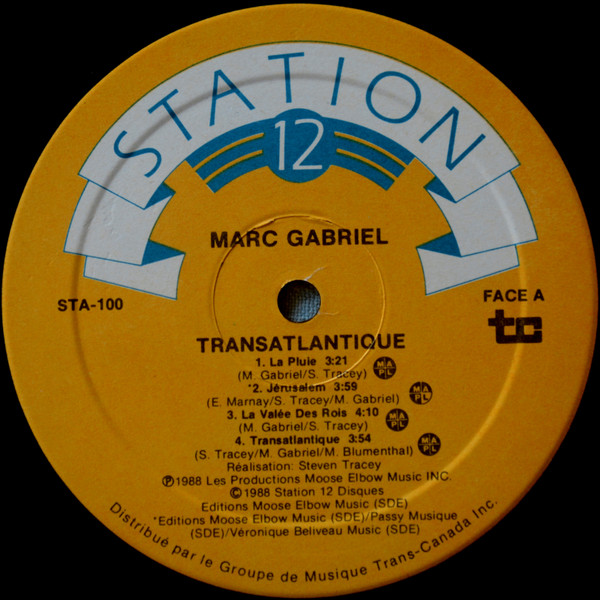 STATION
12
MARC GABRIEL
STA-100
FACE A
tc
TRANSATLANTIQUE
1. La Pluie 3:21
MAPL
(M. Gabriel/S. Tracey)
*2. Jérusalem 3:59
MAPL
(E. Marnay/S. Tracey/M. Gabriel)
3. La Valée Des Rois 4:10
MAPL
(M. Gabriel/S. Tracey)
4. Transatlantique 3:54
MAPL
(S. Tracey/M. Gabriel/M. Blumenthal)
Réalisation: Steven Tracey
℗1988 Les Productions Moose Elbow Music INC.
©1988 Station 12 Disques
Editions Moose Elbow Music (SDE)
*Editions Moose Elbow Music (SDE)/Passy Musique
(SDE)/Véronique Beliveau Music (SDE)
Distribué par le Groupe de Musique Trans-Canada Inc.